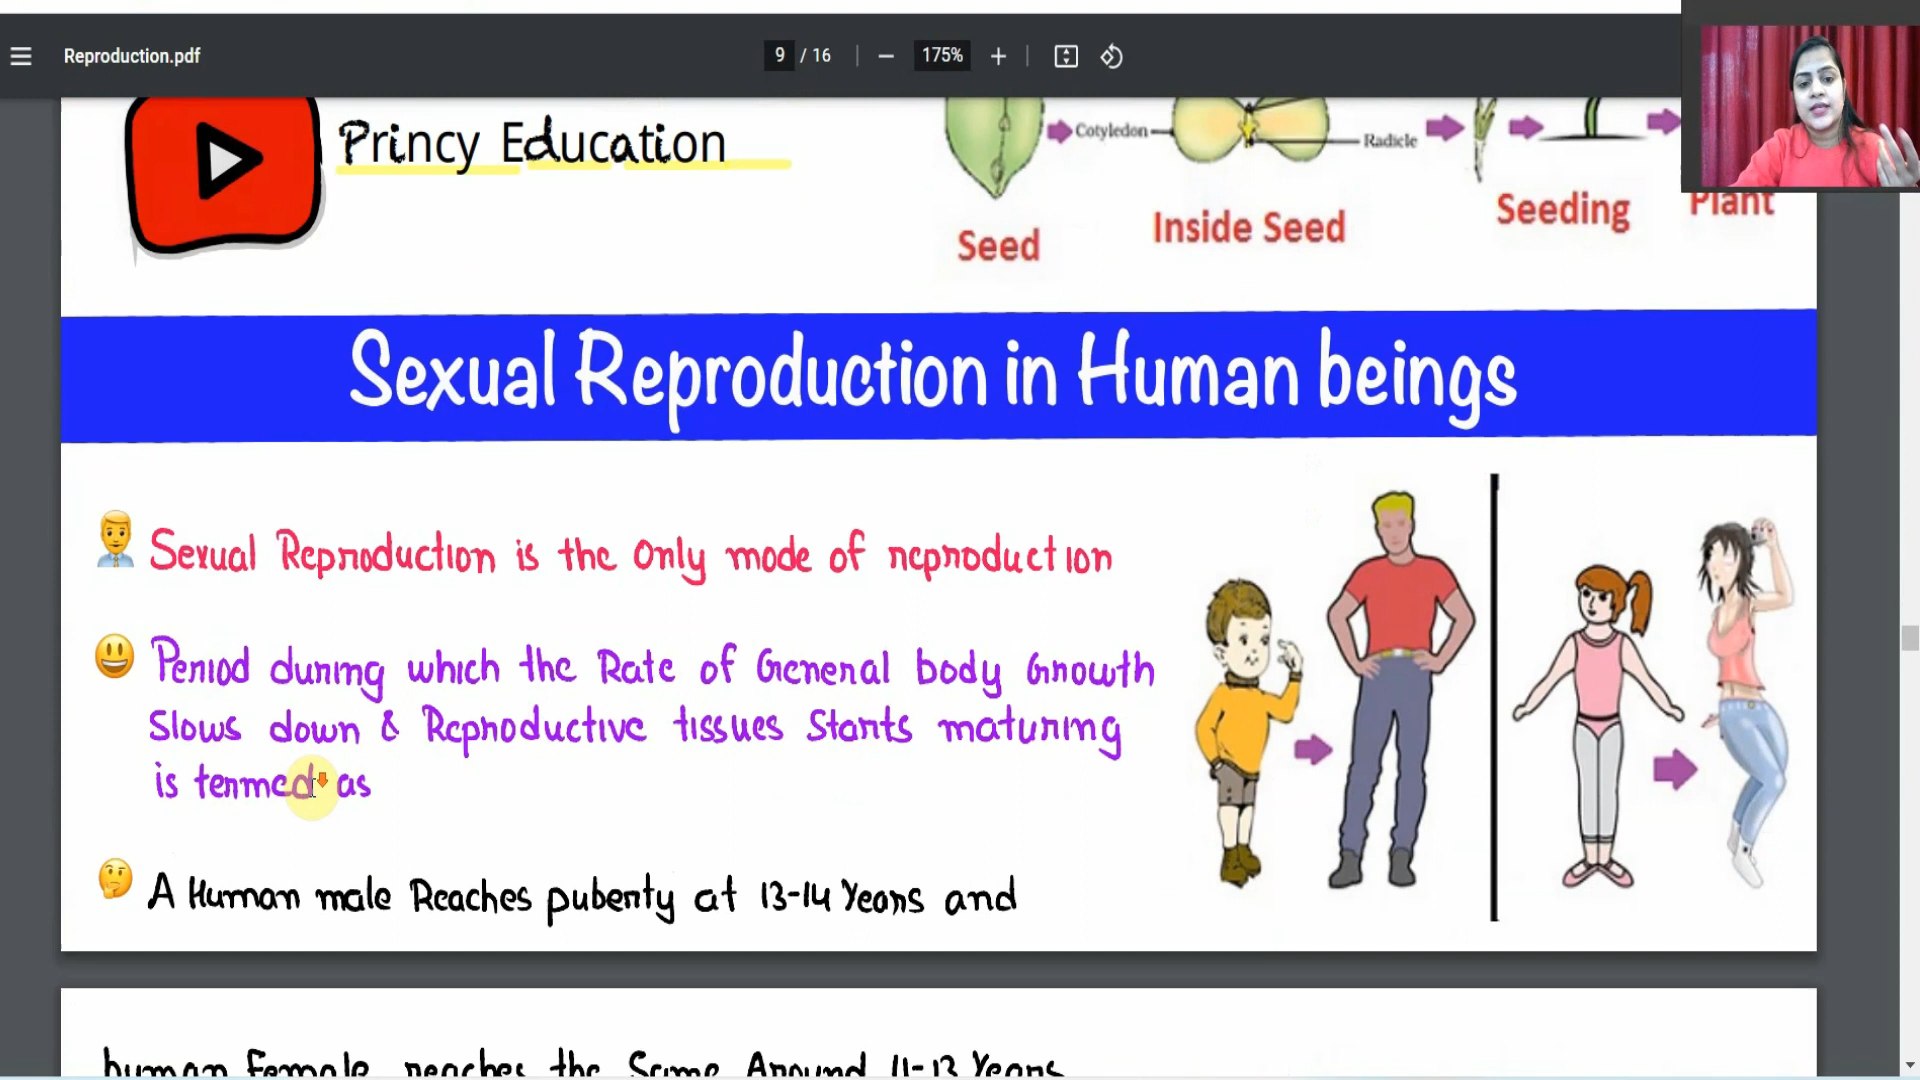 Reproduction.pdf
9 / 16
175%
Princy Education
Cotyledon
Radicle
Seed
Inside Seed
Seeding
Plant
Sexual Reproduction in Human beings
Sexual Reproduction is the Only mode of reproduction
Period during which the Rate of General body Growth
Slows down & Reproductive tissues Starts maturing
is termed as
A Human male Reaches puberty at 13-14 Years and
human Female reaches the Same Around 11-13 Years